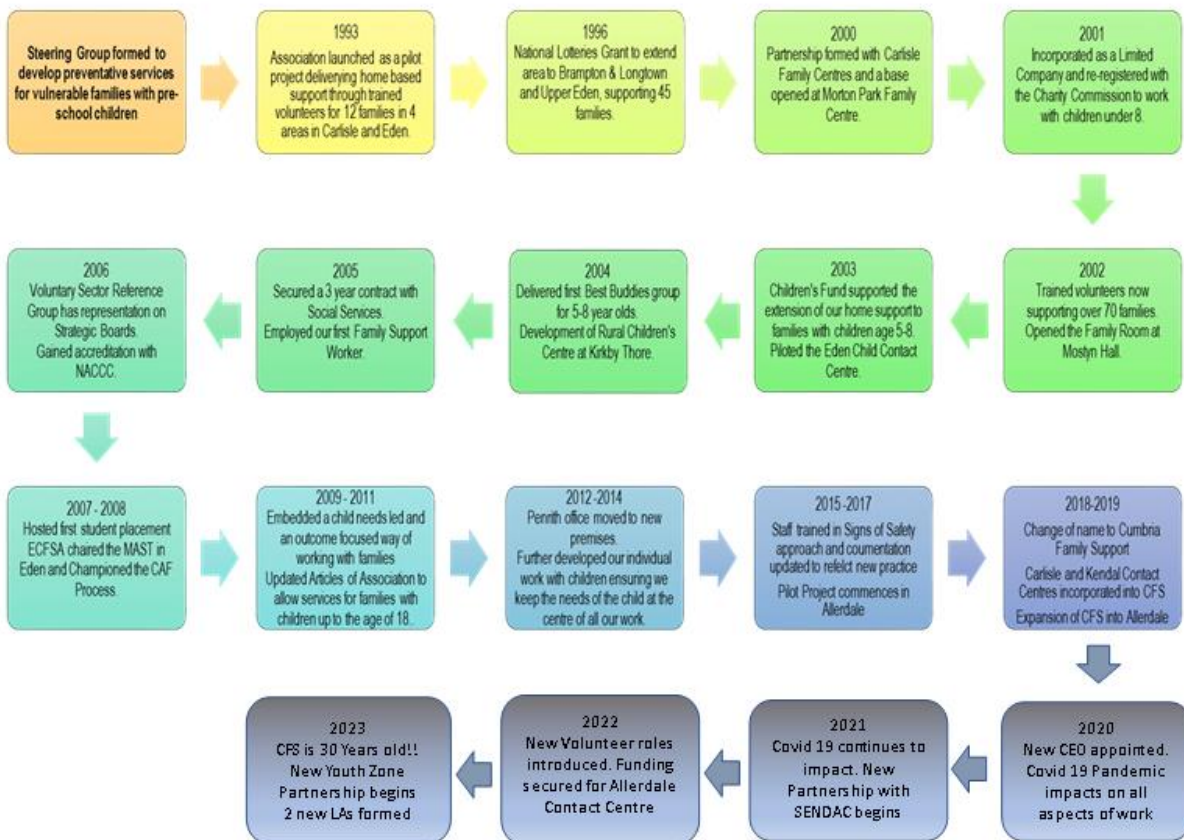 Steering Group formed to
develop preventative services
for vulnerable families with pre-
school children
1993
Association launched as a pilot
project delivierying home based
support through trained
volunteers for 12 families in 4
areas in Carlisle and Eden.
1996
National Lotteries Grant to extend
area to Brampton & Longtown
and Upper Eden, supporting 45
families.
2000
Partnership formed with Carlisle
Family Centres and a base
opened at Morton Park Family
Centre.
2001
Incorporated as a Limited
Company and re-registered with
the Charity Commission to work
with children under 8.
2002
Trained volunteers now
supporting over 70 families.
Opened the Family Room at
Mostyn Hall.
2003
Children's Fund supported the
extension of our home support to
families with children age 5-8.
Piloted the Eden Child Contact
Centre.
2004
Delivered first Best Buddies group
for 5-8 year olds.
Development of Rural Children's
Centre at Kirkby Thore.
2005
Secured a 3 year contract with
Social Services.
Employed our first Family Support
Worker.
2006
Voluntary Sector Reference
Group has representation on
Strategic Boards.
Gained accreditation with
NACCC.
2007 - 2008
Hosted first student placement
ECFSA chaired the MAST in
Eden and Championed the CAF
Process.
2009 - 2011
Embedded a child needs led and
an outcome focused way of
working with families
Updated Articles of Association to
allow services for families with
children up to the age of 18..
2012 -2014
Penrith office moved to new
premises.
Further developed our individual
work with children ensuring we
keep the needs of the child at the
centre of all our work.
2015-2017
Staff trained in Signs of Safety
approach and coumentation
updated to refelct new practice
Pilot Project commences in
Allerdale
2018-2019
Change of name to Cumbria
Family Support
Carlisle and Kendal Contact
Centres incorporated into CFS
Expansion of CFS into Allerdale
2020
New CEO appointed.
Covid 19 Pandemic
impacts on all
aspects of work
2021
Covid 19 continues to
impact. New
Partnership with
SENDAC begins
2022
New Volunteer roles
introduced. Funding
secured for Allerdale
Contact Centre
2023
CFS is 30 Years old!!
New Youth Zone
Partnership begins
2 new LAs formed